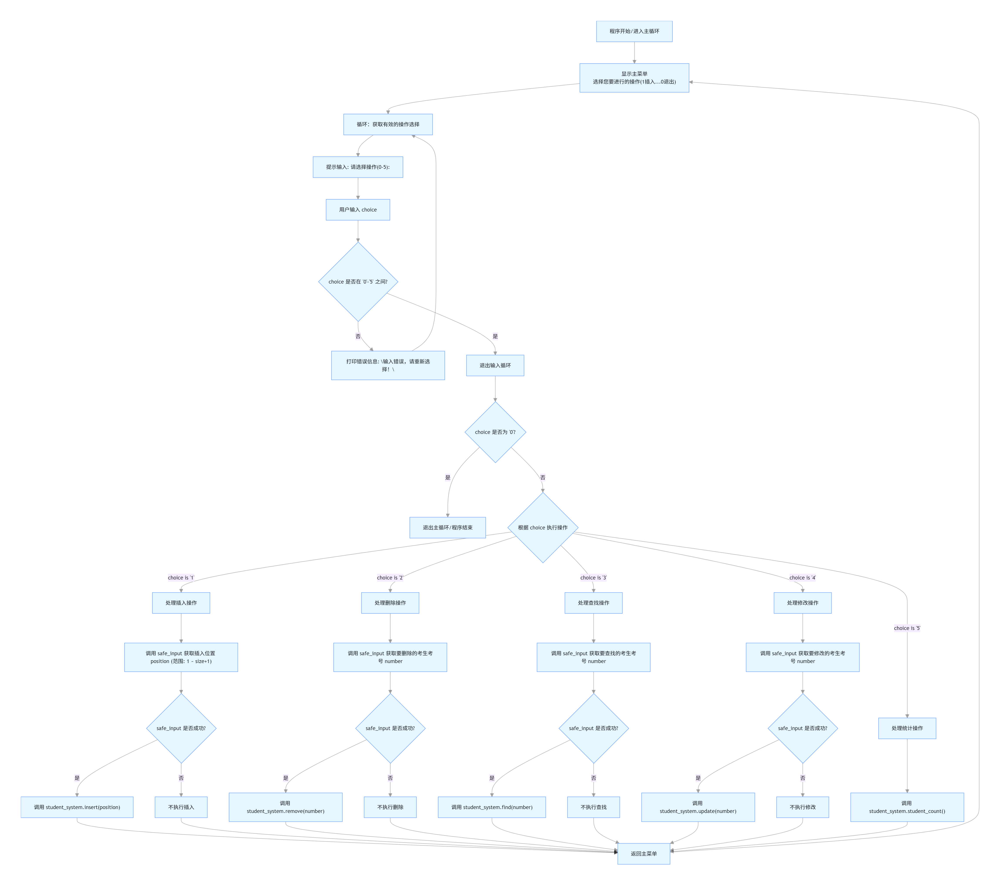 程序开始/进入主循环
显示主菜单
选择您要进行的操作(1插入...0退出)
循环：获取有效的操作选择
提示输入: 请选择操作(0-5):
用户输入 choice
choice 是否在 '0'-'5' 之间?
否
是
打印错误信息: \输入错误，请重新选
择！\
退出输入循环
choice 是否为 '0'?
是
否
退出主循环/程序结束
根据 choice 执行操作
choice is '1'
choice is '2'
choice is '3'
choice is '4'
处理插入操作
处理删除操作
处理查找操作
处理修改操作
choice is '5'
调用 safe_input 获取插入位置
position (范围: 1 - size+1)
调用 safe_input 获取要删除的考生考
号 number
调用 safe_input 获取要查找的考生考
号 number
调用 safe_input 获取要修改的考生考
号 number
safe_input 是否成功?
safe_input 是否成功?
safe_input 是否成功?
safe_input 是否成功?
处理统计操作
是
否
是
否
是
否
是
否
调用 student_system.insert(position)
不执行插入
调用
student_system.remove(number)
不执行删除
调用 student_system.find(number)
不执行查找
调用
student_system.update(number)
不执行修改
调用
student_system.student_count()
返回主菜单